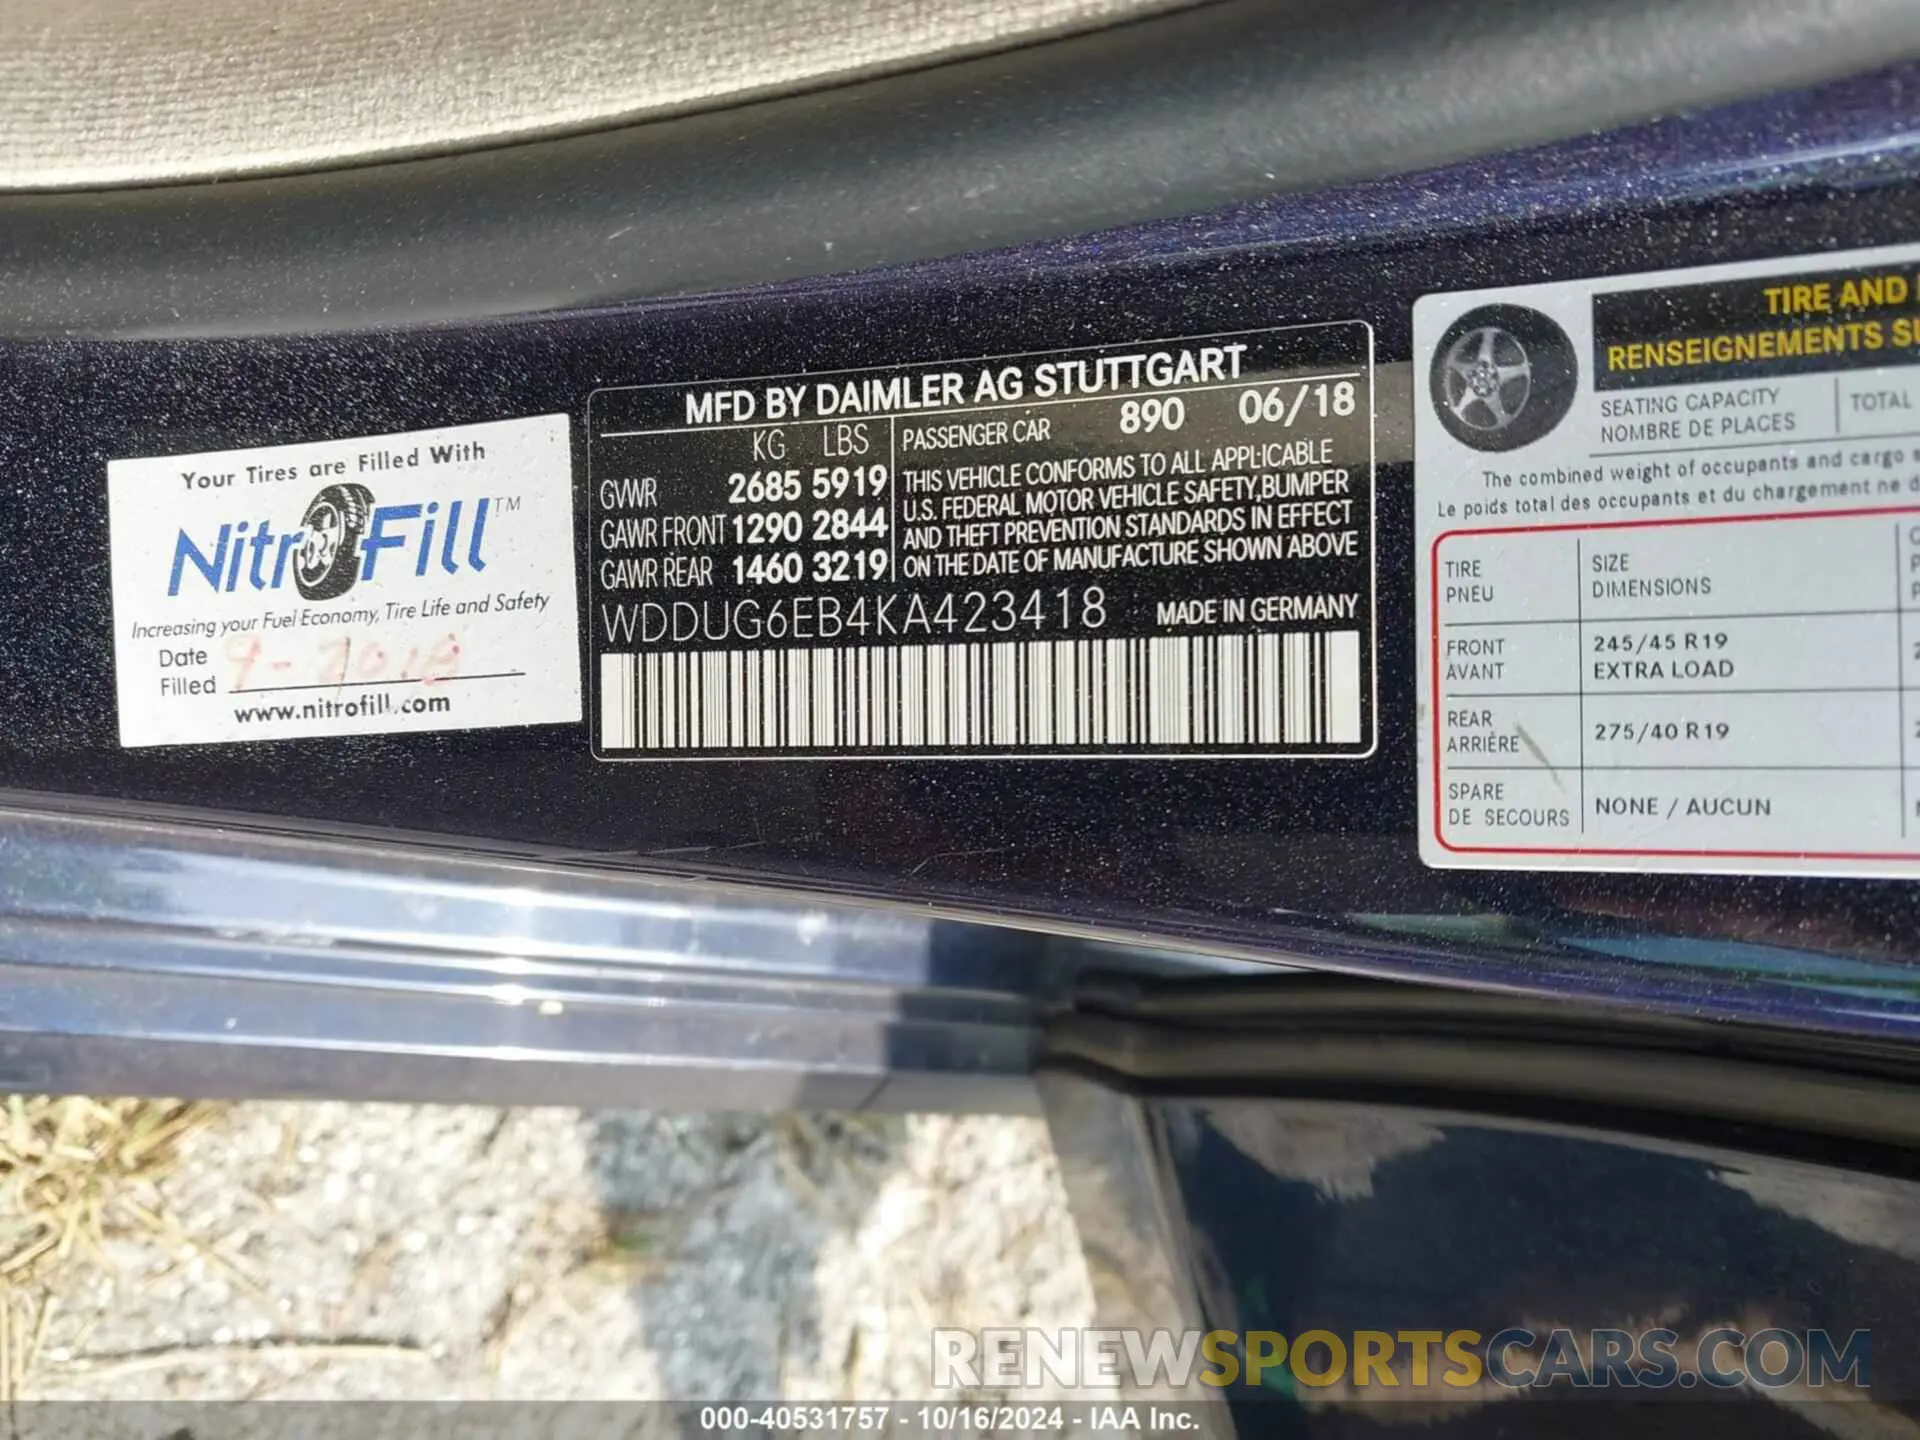 Your Tires are Filled With
NitroFill™
Increasing your Fuel Economy, Tire Life and Safety
Date
Filled 9-2018
www.nitrofill.com
MFD BY DAIMLER AG STUTTGART
KG LBS
GVWR 2685 5919
GAWR FRONT 1290 2844
GAWR REAR 1460 3219
PASSENGER CAR 890 06/18
THIS VEHICLE CONFORMS TO ALL APPLICABLE
U.S. FEDERAL MOTOR VEHICLE SAFETY,BUMPER
AND THEFT PREVENTION STANDARDS IN EFFECT
ON THE DATE OF MANUFACTURE SHOWN ABOVE
WDDUG6EB4KA423418 MADE IN GERMANY
TIRE AND
RENSEIGNEMENTS
SEATING CAPACITY
NOMBRE DE PLACES
TOTAL
The combined weight of occupants and cargo
Le poids total des occupants et du chargement ne
TIRE
PNEU
SIZE
DIMENSIONS
FRONT
AVANT
245/45 R19
EXTRA LOAD
REAR
ARRIÈRE
275/40 R19
SPARE
DE SECOURS
NONE / AUCUN
RENEWSPORTSCARS.COM
000-40531757 - 10/16/2024 - IAA Inc.